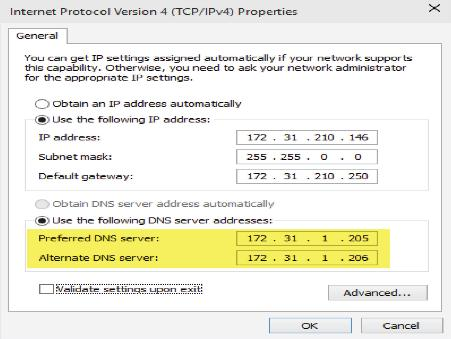 Internet Protocol Version 4 (TCP/IPv4) Properties
General
You can get IP settings assigned automatically if your network supports
this capability. Otherwise, you need to ask your network administrator
for the appropriate IP settings.
Obtain an IP address automatically
Use the following IP address:
IP address: 172 . 31 . 210 . 146
Subnet mask: 255 . 255 . 0 . 0
Default gateway: 172 . 31 . 210 . 250
Obtain DNS server address automatically
Use the following DNS server addresses:
Preferred DNS server: 172 . 31 . 1 . 205
Alternate DNS server: 172 . 31 . 1 . 206
Validate settings upon exit
Advanced...
OK Cancel